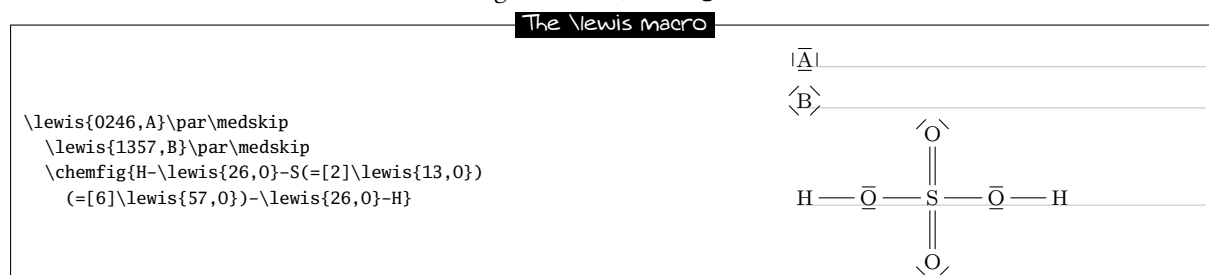 The \lewis macro
\lewis{0246,A}\par\medskip
\lewis{1357,B}\par\medskip
\chemfig{H-\lewis{26,O}-S(=[2]\lewis{13,O})
(=[6]\lewis{57,O})-\lewis{26,O}-H}
A
B
O
H O S O H
O